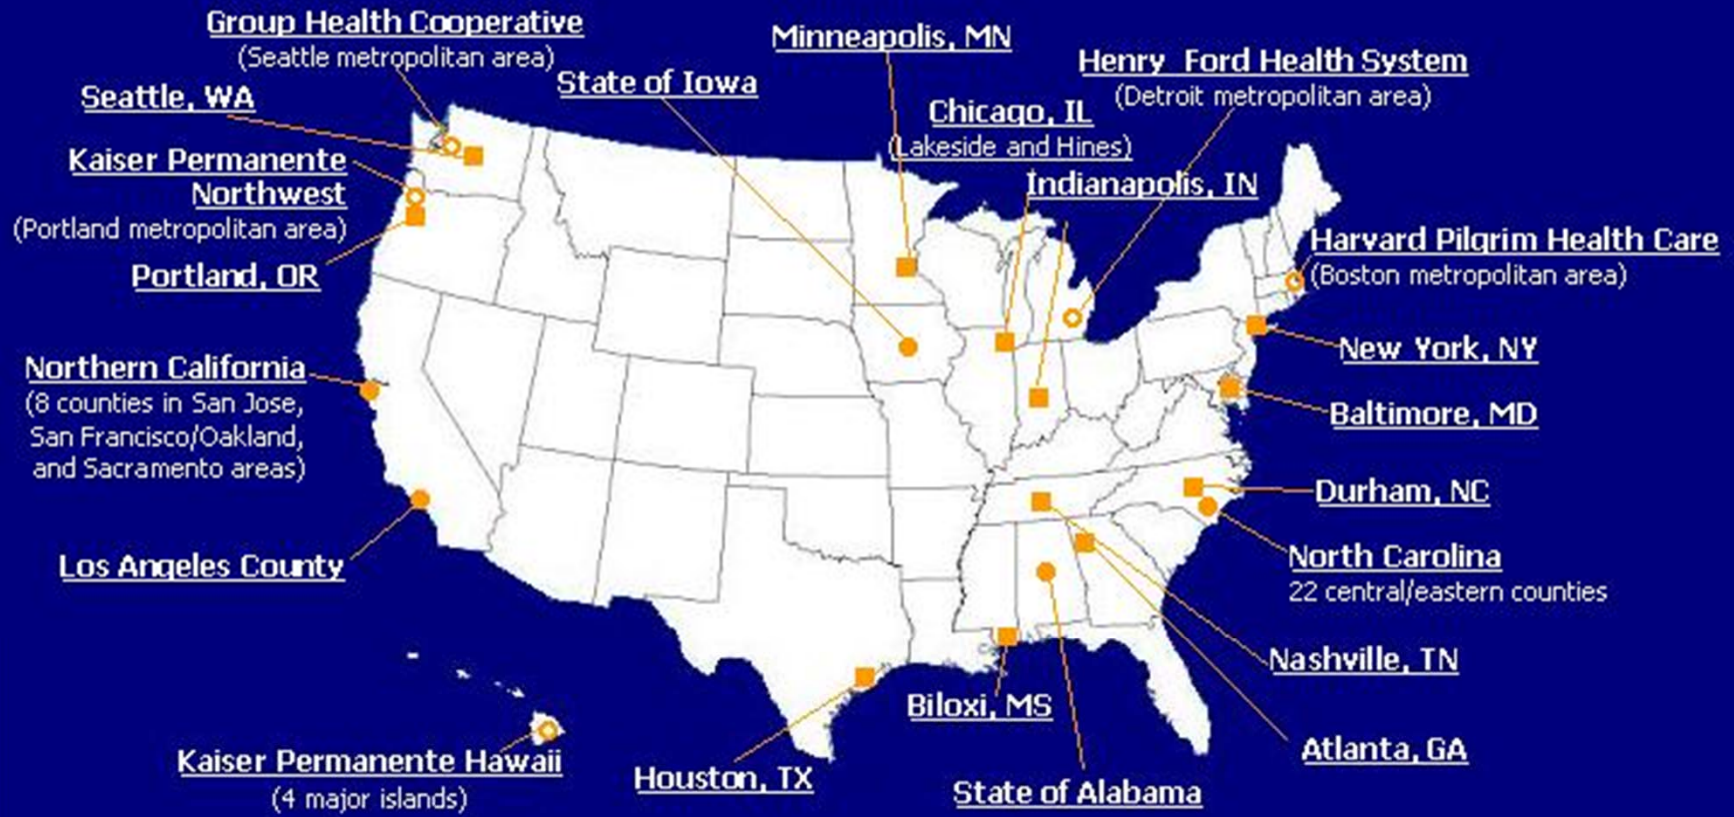 Group Health Cooperative
(Seattle metropolitan area)
Seattle, WA
Kaiser Permanente
Northwest
(Portland metropolitan area)
Portland, OR
Northern California
(8 counties in San Jose,
San Francisco/Oakland,
and Sacramento areas)
Los Angeles County
Kaiser Permanente Hawaii
(4 major islands)
State of Iowa
Minneapolis, MN
Chicago, IL
(Lakeside and Hines)
Indianapolis, IN
Henry Ford Health System
(Detroit metropolitan area)
Harvard Pilgrim Health Care
(Boston metropolitan area)
New York, NY
Baltimore, MD
Durham, NC
North Carolina
22 central/eastern counties
Nashville, TN
Atlanta, GA
State of Alabama
Biloxi, MS
Houston, TX